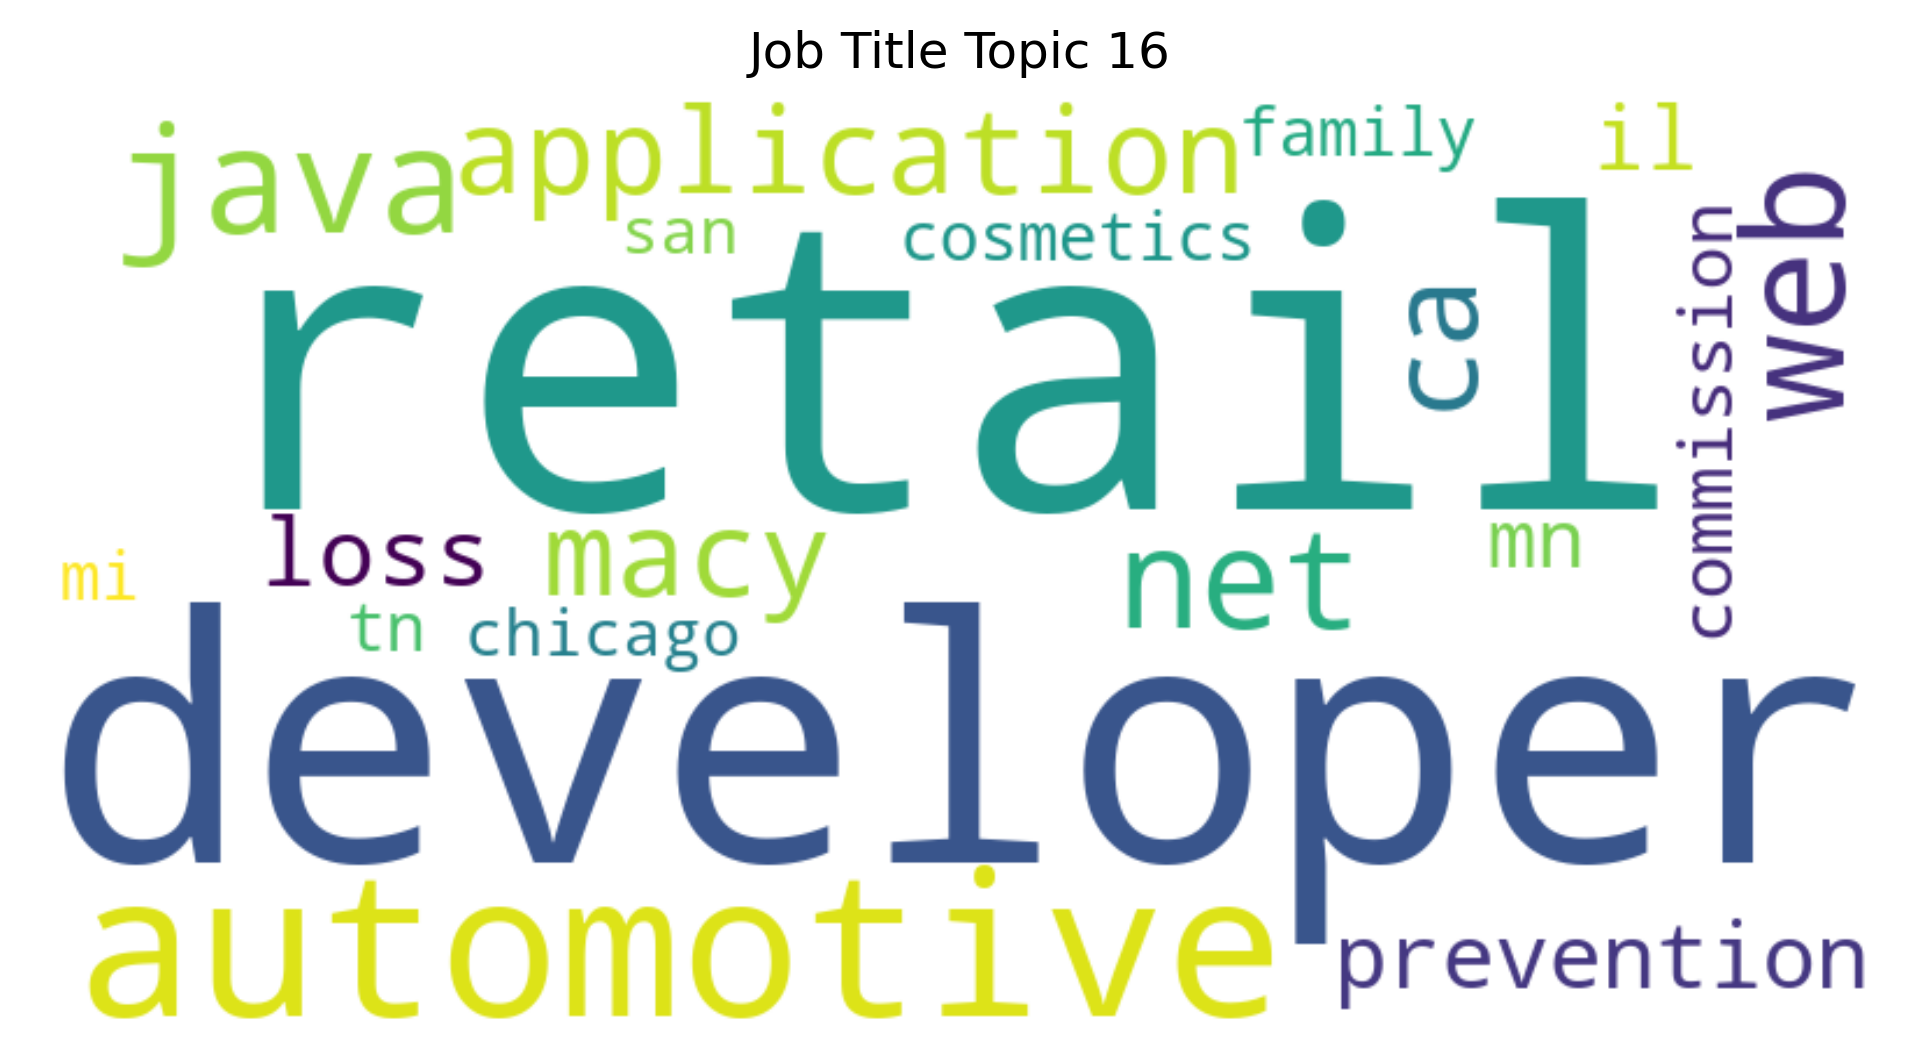 Job Title Topic 16
java
application
family
il
san
cosmetics
web
retail
ca
commission
loss
macy
net
mn
mi
tn
chicago
developer
automotive
prevention